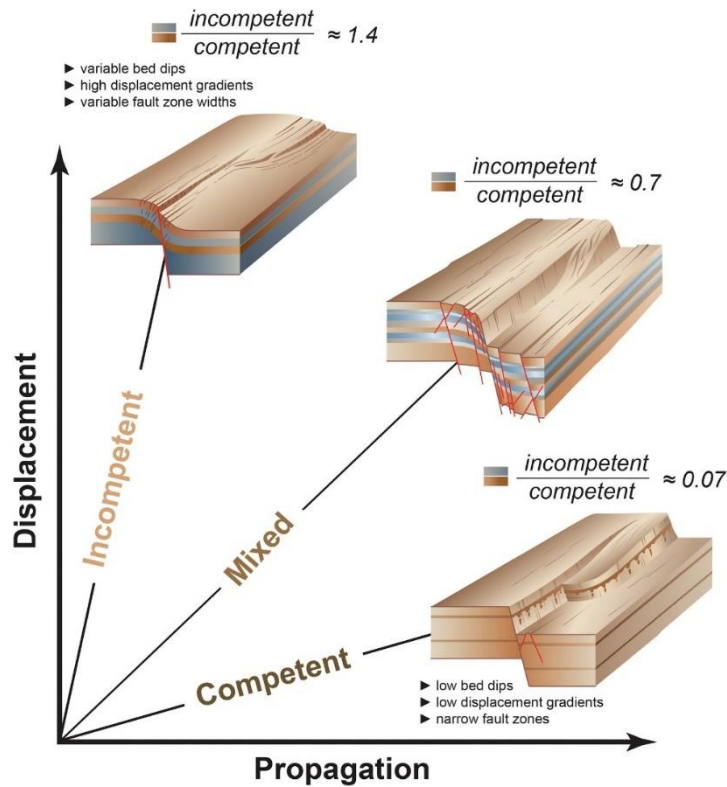 incompetent
competent
≈ 1.4
► variable bed dips
► high displacement gradients
► variable fault zone widths
incompetent
competent
≈ 0.7
incompetent
competent
≈ 0.07
► low bed dips
► low displacement gradients
► narrow fault zones
Displacement
Incompetent
Mixed
Competent
Propagation